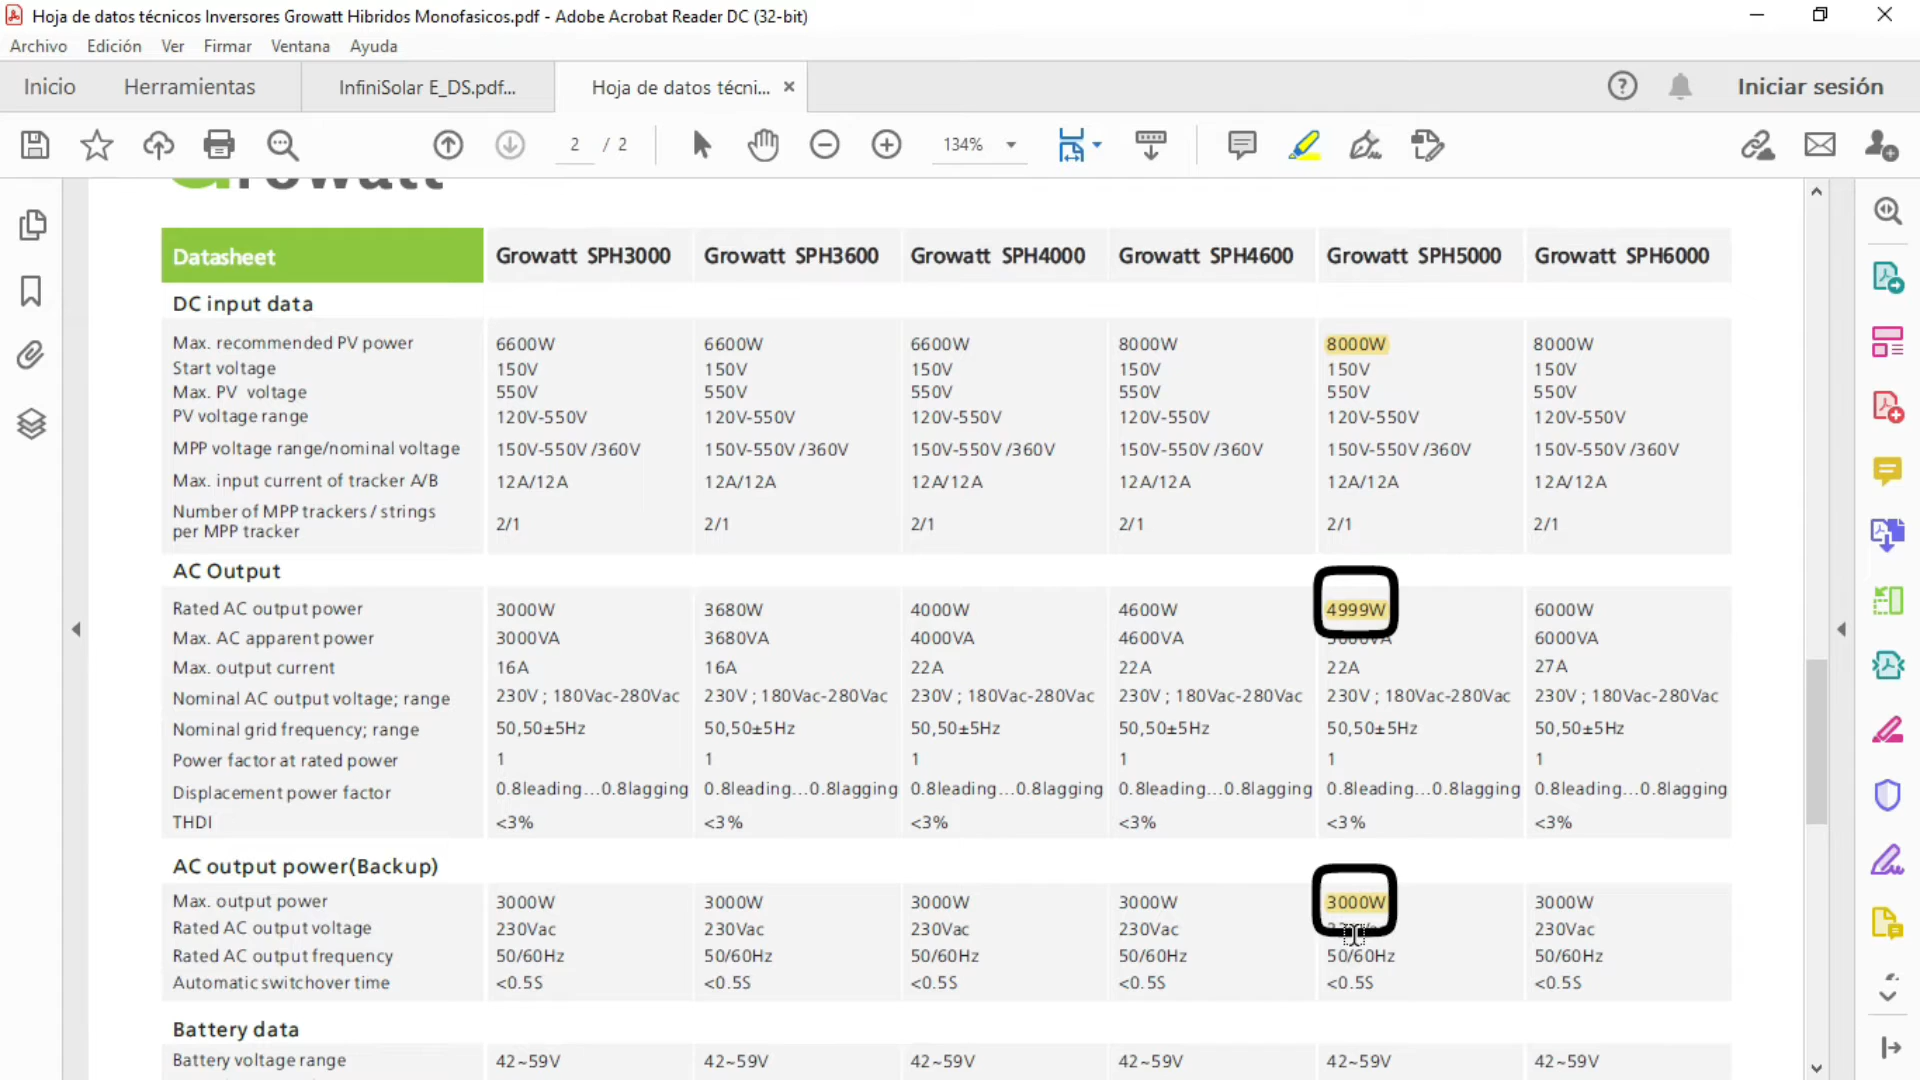 Hoja de datos técnicos Inversores Growatt Hibridos Monofasicos.pdf - Adobe Acrobat Reader DC (32-bit)
Archivo Edición Ver Firmar Ventana Ayuda
Inicio Herramientas InfiniSolar E_DS.pdf... Hoja de datos técni... Iniciar sesión
2 / 2 134%
Growatt
Datasheet Growatt SPH3000 Growatt SPH3600 Growatt SPH4000 Growatt SPH4600 Growatt SPH5000 Growatt SPH6000
DC input data
Max. recommended PV power 6600W 6600W 6600W 8000W 8000W 8000W
Start voltage 150V 150V 150V 150V 150V 150V
Max. PV voltage 550V 550V 550V 550V 550V 550V
PV voltage range 120V-550V 120V-550V 120V-550V 120V-550V 120V-550V 120V-550V
MPP voltage range/nominal voltage 150V-550V /360V 150V-550V /360V 150V-550V /360V 150V-550V /360V 150V-550V /360V 150V-550V /360V
Max. input current of tracker A/B 12A/12A 12A/12A 12A/12A 12A/12A 12A/12A 12A/12A
Number of MPP trackers / strings
per MPP tracker 2/1 2/1 2/1 2/1 2/1 2/1
AC Output
Rated AC output power 3000W 3680W 4000W 4600W 4999W 6000W
Max. AC apparent power 3000VA 3680VA 4000VA 4600VA 6000VA
Max. output current 16A 16A 22A 22A 22A 27A
Nominal AC output voltage; range 230V ; 180Vac-280Vac 230V ; 180Vac-280Vac 230V ; 180Vac-280Vac 230V ; 180Vac-280Vac 230V ; 180Vac-280Vac 230V ; 180Vac-280Vac
Nominal grid frequency; range 50,50±5Hz 50,50±5Hz 50,50±5Hz 50,50±5Hz 50,50±5Hz 50,50±5Hz
Power factor at rated power 1 1 1 1 1 1
Displacement power factor 0.8leading...0.8lagging 0.8leading...0.8lagging 0.8leading...0.8lagging 0.8leading...0.8lagging 0.8leading...0.8lagging 0.8leading...0.8lagging
THDI <3% <3% <3% <3% <3% <3%
AC output power(Backup)
Max. output power 3000W 3000W 3000W 3000W 3000W 3000W
Rated AC output voltage 230Vac 230Vac 230Vac 230Vac 230Vac
Rated AC output frequency 50/60Hz 50/60Hz 50/60Hz 50/60Hz 50/60Hz 50/60Hz
Automatic switchover time <0.5S <0.5S <0.5S <0.5S <0.5S <0.5S
Battery data
Battery voltage range 42~59V 42~59V 42~59V 42~59V 42~59V 42~59V